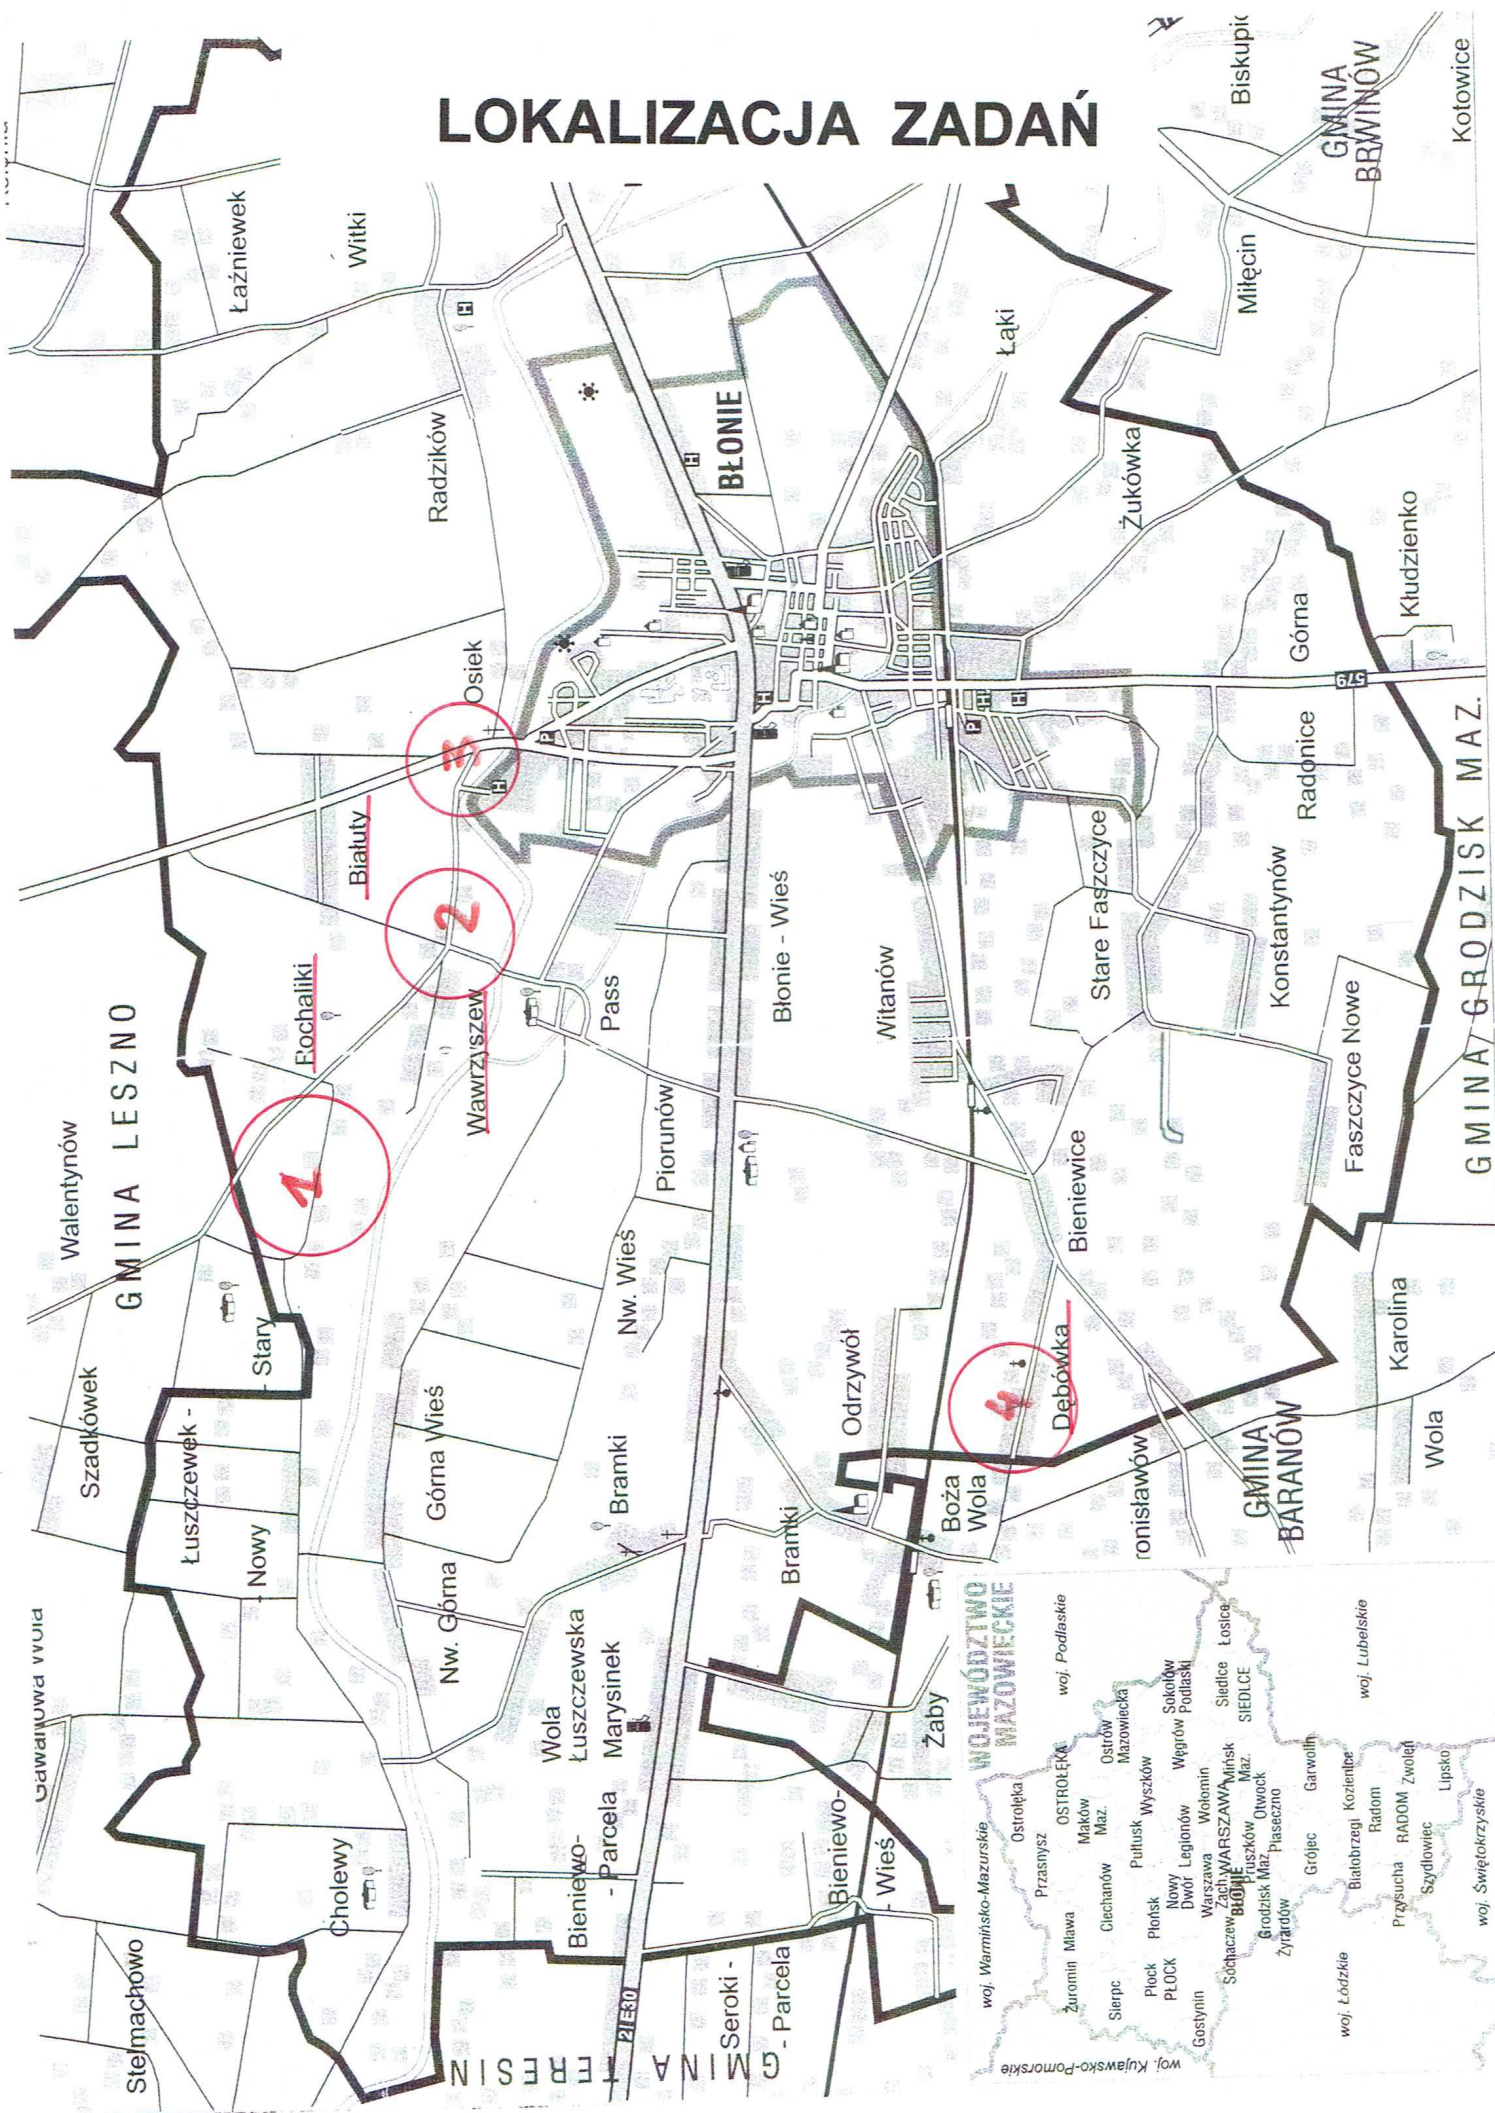 LOKALIZACJA ZADAŃ
Biskupic
GMINA
BRWINÓW
Kotowice
Łaźniewek
Witki
H
Miłęcin
Łąki
Radzików
BŁONIE
H
Żukówka
Kłudzienko
Osiek
Górna
579
Radonice
3
P
H
H
P
H
H
Białuty
2
Rochaliki
Wawrzyszew
Pass
Błonie - Wieś
Witanów
Stare Faszczyce
Konstantynów
Faszczyce Nowe
GMINA GRODZISK MAZ.
GMINA LESZNO
Walentynów
1
Piorunów
Nw. Wieś
Bieniewice
Karolina
Szadkówek
Łuszczewek -
- Stary
- Nowy
Górna Wieś
Bramki
Odrzywół
4
Dębówka
Wola
GMINA
BARANÓW
ronisławów
Boża
Wola
Bramki
Nw. Górna
Wola
Łuszczewska
Marysinek
Żaby
Cholewy
Bieniewo-
- Parcela
Bieniewo-
- Wieś
Stelmachowo
2/E30
Seroki -
- Parcela
GMINA TERESIN
WOJEWÓDZTWO
MAZOWIECKIE
woj. Podlaskie
woj. Warmińsko-Mazurskie
woj. Kujawsko-Pomorskie
woj. Łódzkie
woj. Lubelskie
woj. Świętokrzyskie
Ostrołęka
OSTROŁĘKA
Przasnysz
Maków
Maz.
Ostrów
Mazowiecka
Żuromin
Mława
Ciechanów
Pułtusk
Wyszków
Węgrów
Sokołów
Podlaski
Łosice
Sierpc
Płońsk
Nowy
Dwór
Legionów
Wołomin
Siedlce
SIEDLCE
Płock
PŁOCK
Warszawa
Zach.
WARSZAWA
Mińsk
Maz.
Gostynin
Sochaczew
BŁONIE
Pruszków
Otwock
Grodzisk Maz.
Piaseczno
Żyrardów
Grójec
Garwolin
Białobrzegi
Kozienice
Radom
RADOM
Zwoleń
Przysucha
Szydłowiec
Lipsko